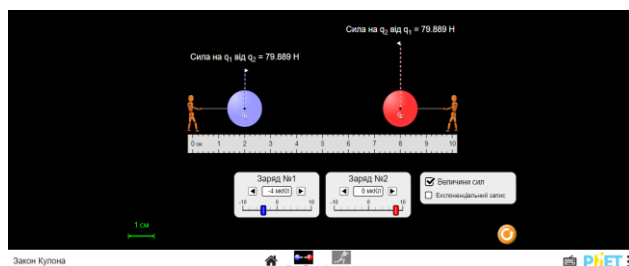 Сила на q₂ від q₁ = 79.889 Н
Сила на q₁ від q₂ = 79.889 Н
q₁
q₂
0 см 1 2 3 4 5 6 7 8 9 10
Заряд №1
-4 мкКл
-10 0 10
Заряд №2
6 мкКл
-10 0 10
Величини сил
Експоненціальний запис
1 см
Закон Кулона
PhET